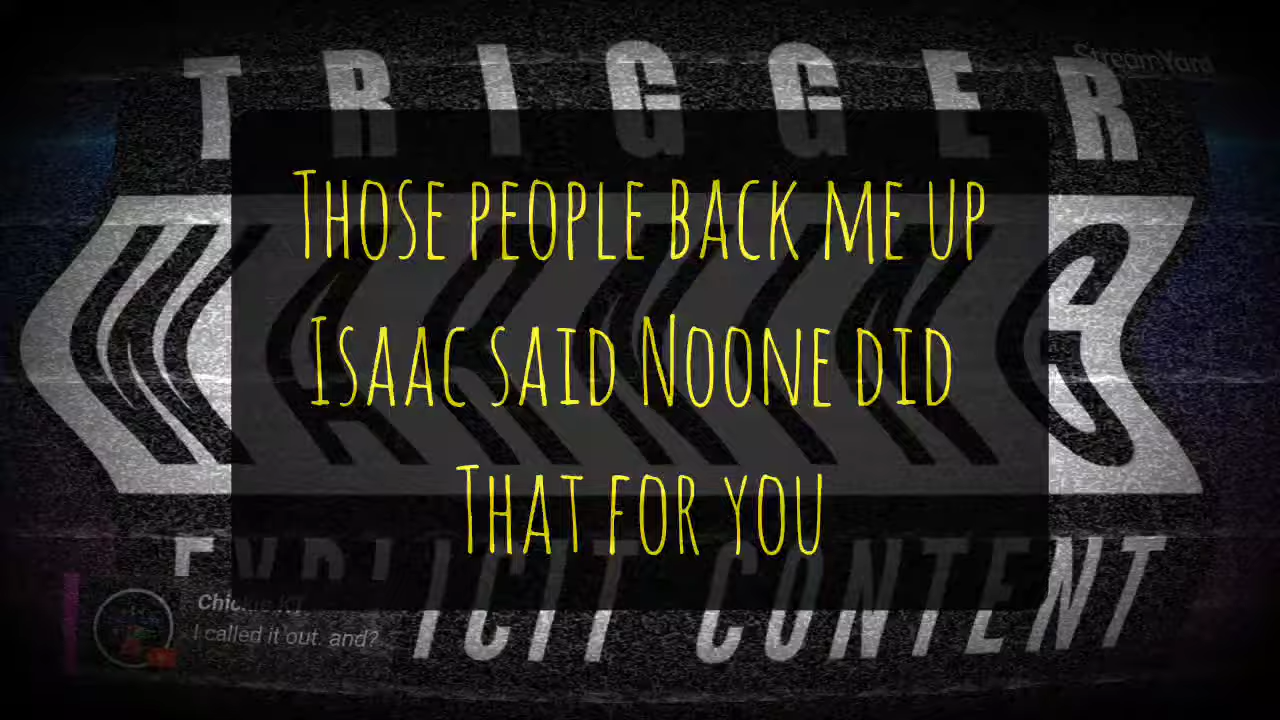 StreamYard
TRIGGER
Those people back me up
Isaac said Noone did
That for you
EXPLICIT CONTENT
I called it out. and?